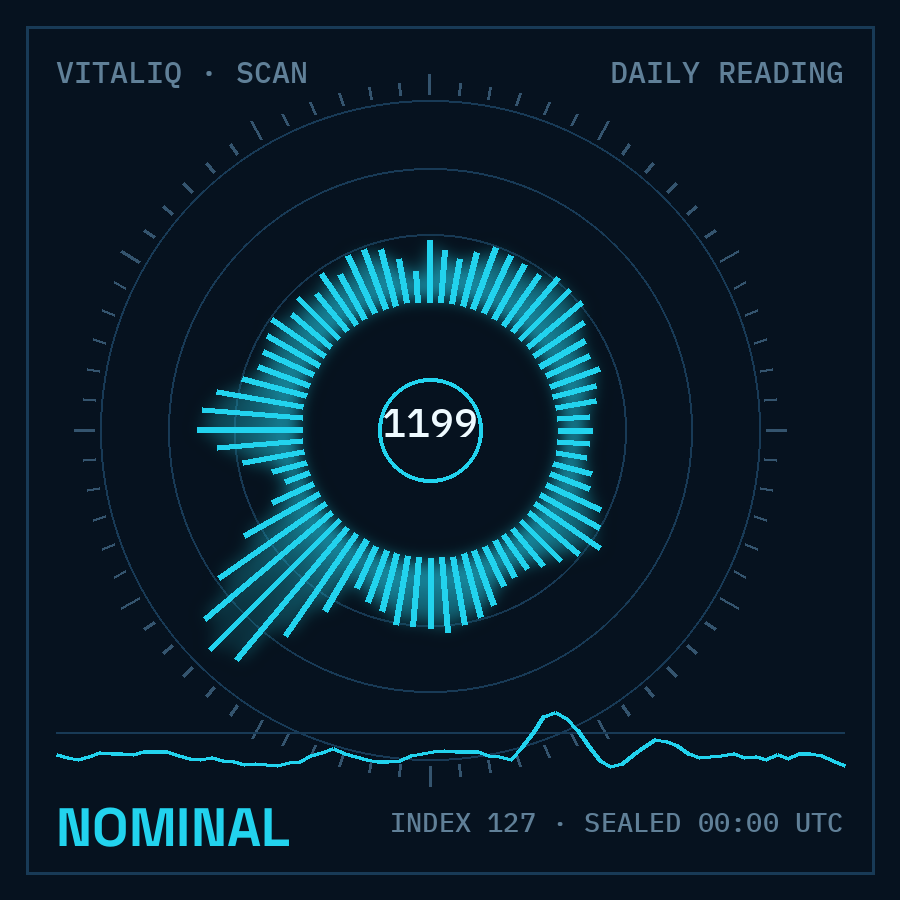 VITALIQ · SCAN
DAILY READING
1199
NOMINAL
INDEX 127 · SEALED 00:00 UTC